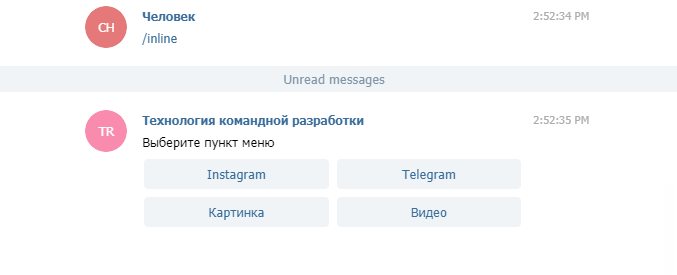 CH
Человек
2:52:34 PM
/inline
Unread messages
TR
Технология командной разработки
2:52:35 PM
Выберите пункт меню
Instagram
Telegram
Картинка
Видео